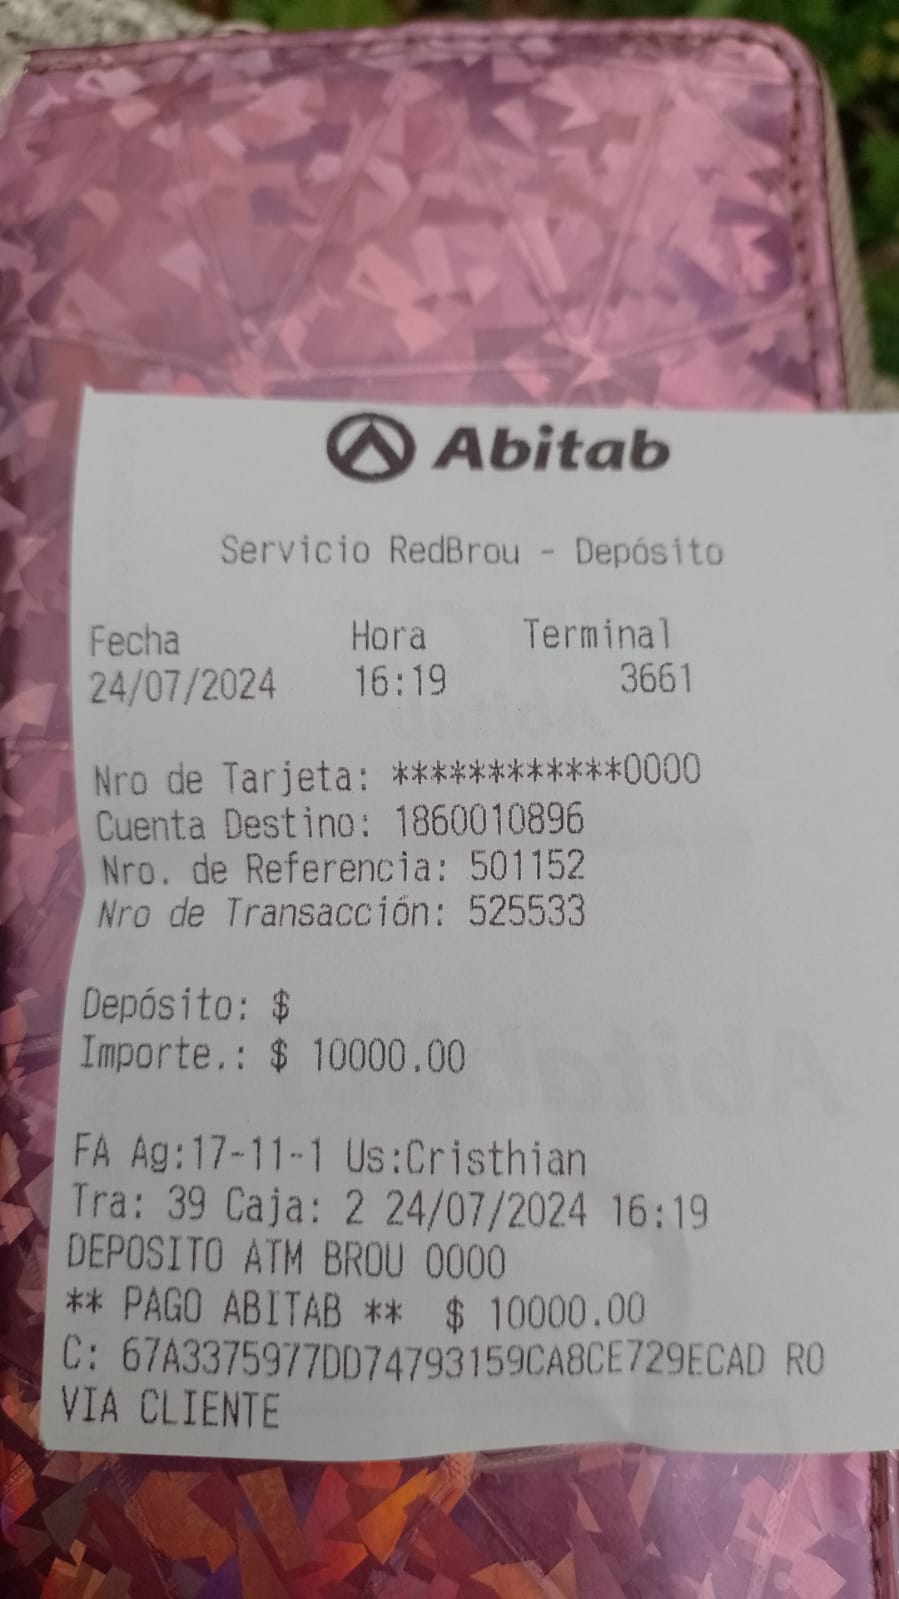 Abitab
Servicio RedBrou - Depósito
Fecha Hora Terminal
24/07/2024 16:19 3661
Nro de Tarjeta: ************0000
Cuenta Destino: 1860010896
Nro. de Referencia: 501152
Nro de Transacción: 525533
Depósito: $
Importe.: $ 10000.00
FA Ag:17-11-1 Us:Cristhian
Tra: 39 Caja: 2 24/07/2024 16:19
DEPOSITO ATM BROU 0000
** PAGO ABITAB ** $ 10000.00
C: 67A3375977DD74793159CA8CE729ECAD RO
VIA CLIENTE